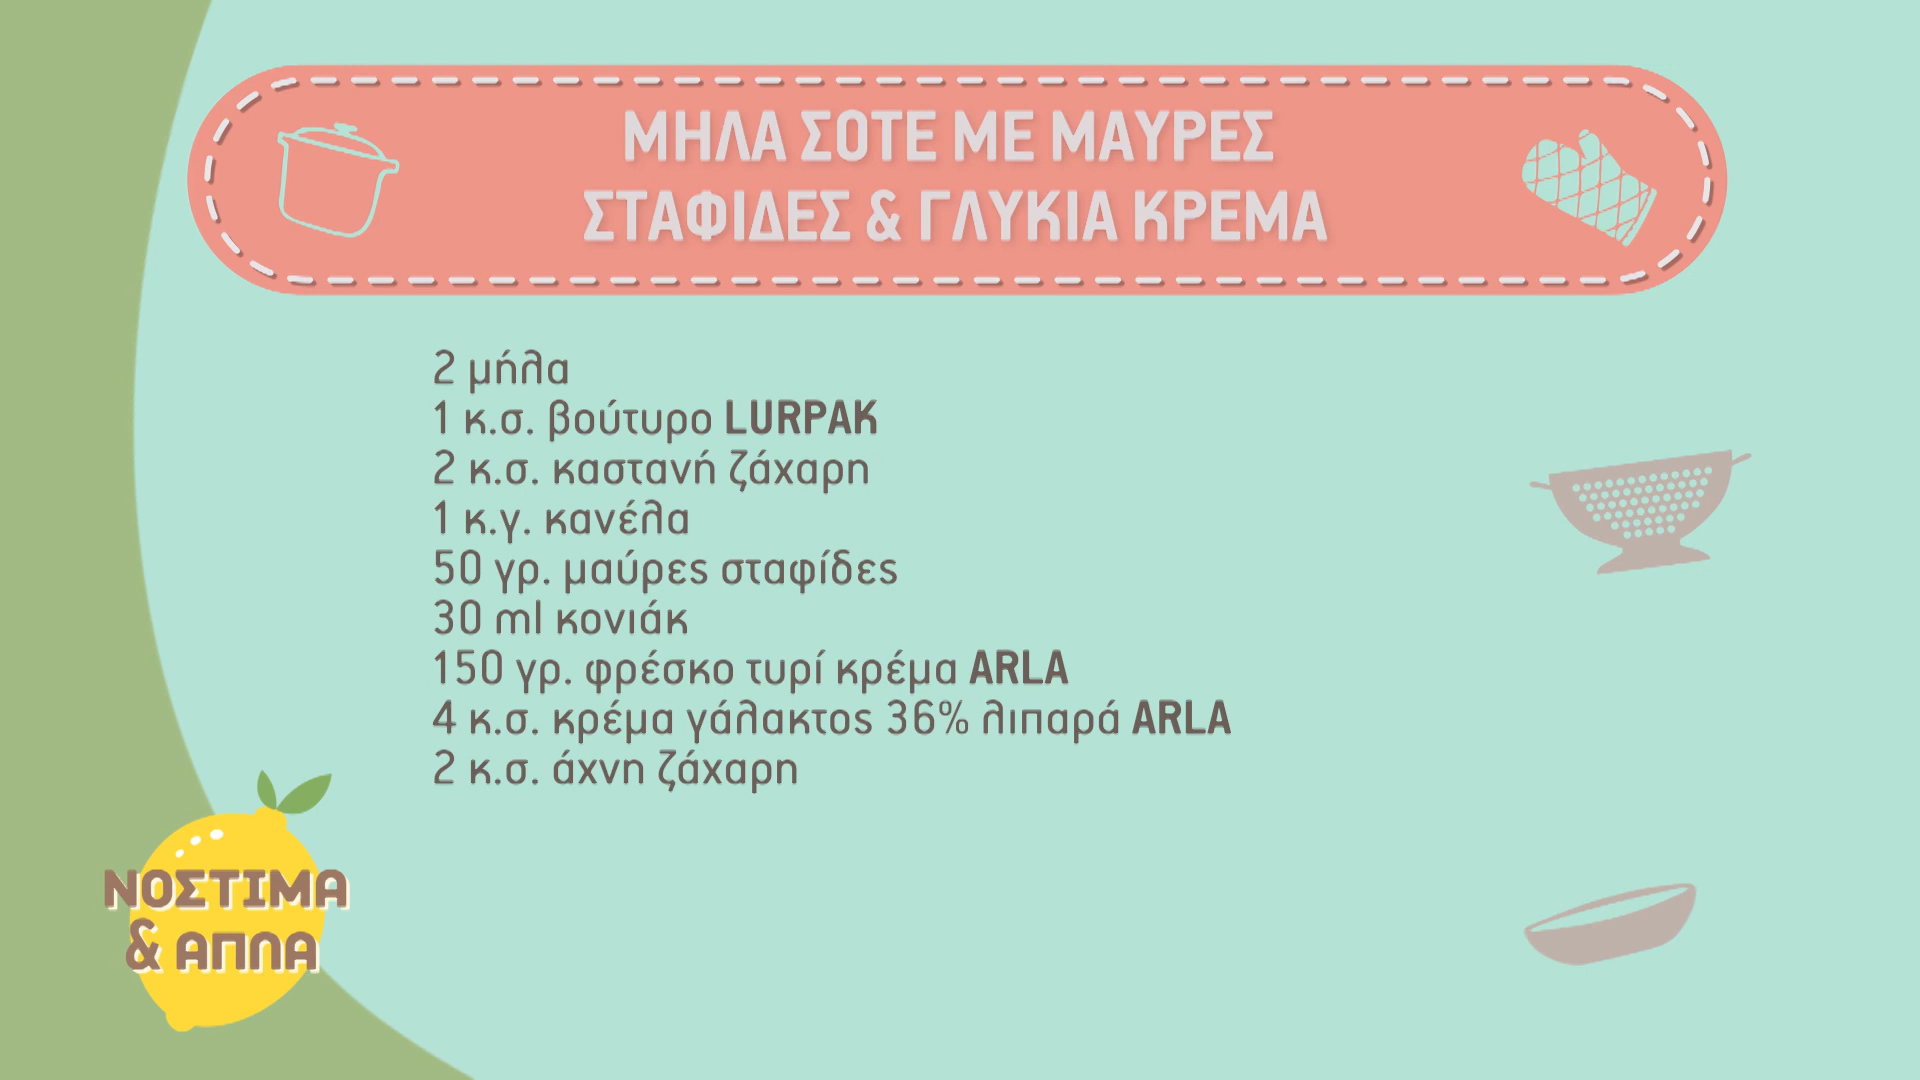 ΜΗΛΑ ΣΟΤΕ ΜΕ ΜΑΥΡΕΣ
ΣΤΑΦΙΔΕΣ & ΓΛΥΚΙΑ ΚΡΕΜΑ
2 μήλα
1 κ.σ. βούτυρο LURPAK
2 κ.σ. καστανή ζάχαρη
1 κ.γ. κανέλα
50 γρ. μαύρες σταφίδες
30 ml κονιάκ
150 γρ. φρέσκο τυρί κρέμα ARLA
4 κ.σ. κρέμα γάλακτος 36% λιπαρά ARLA
2 κ.σ. άχνη ζάχαρη
ΝΟΣΤΙΜΑ
& ΑΠΛΑ